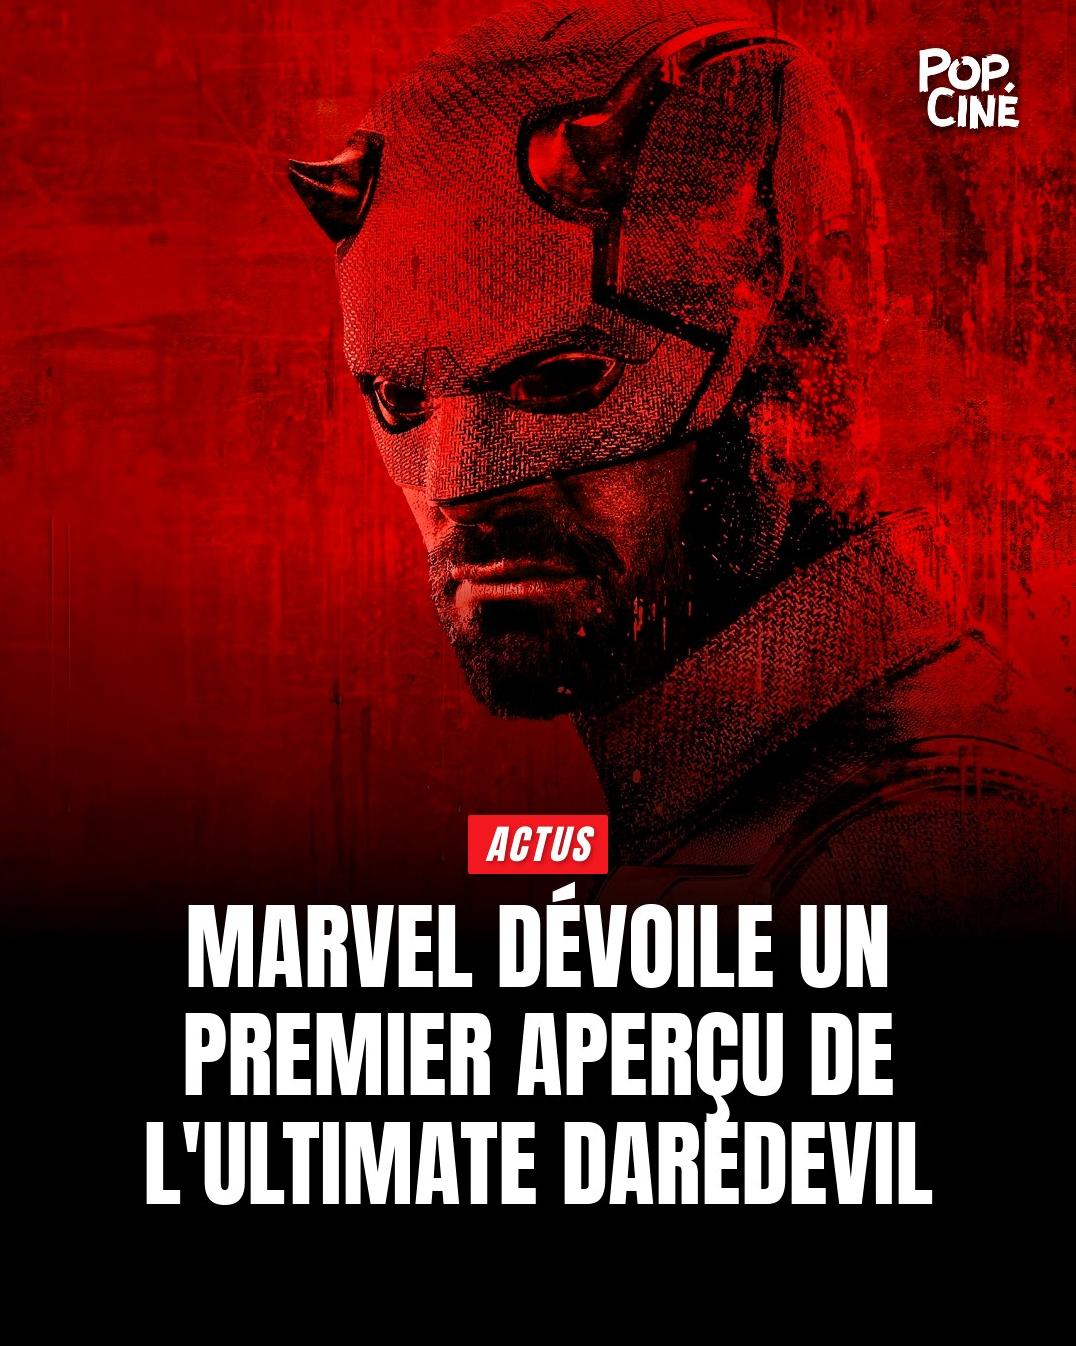 POP.
CINÉ
ACTUS
MARVEL DÉVOILE UN
PREMIER APERÇU DE
L'ULTIMATE DAREDEVIL